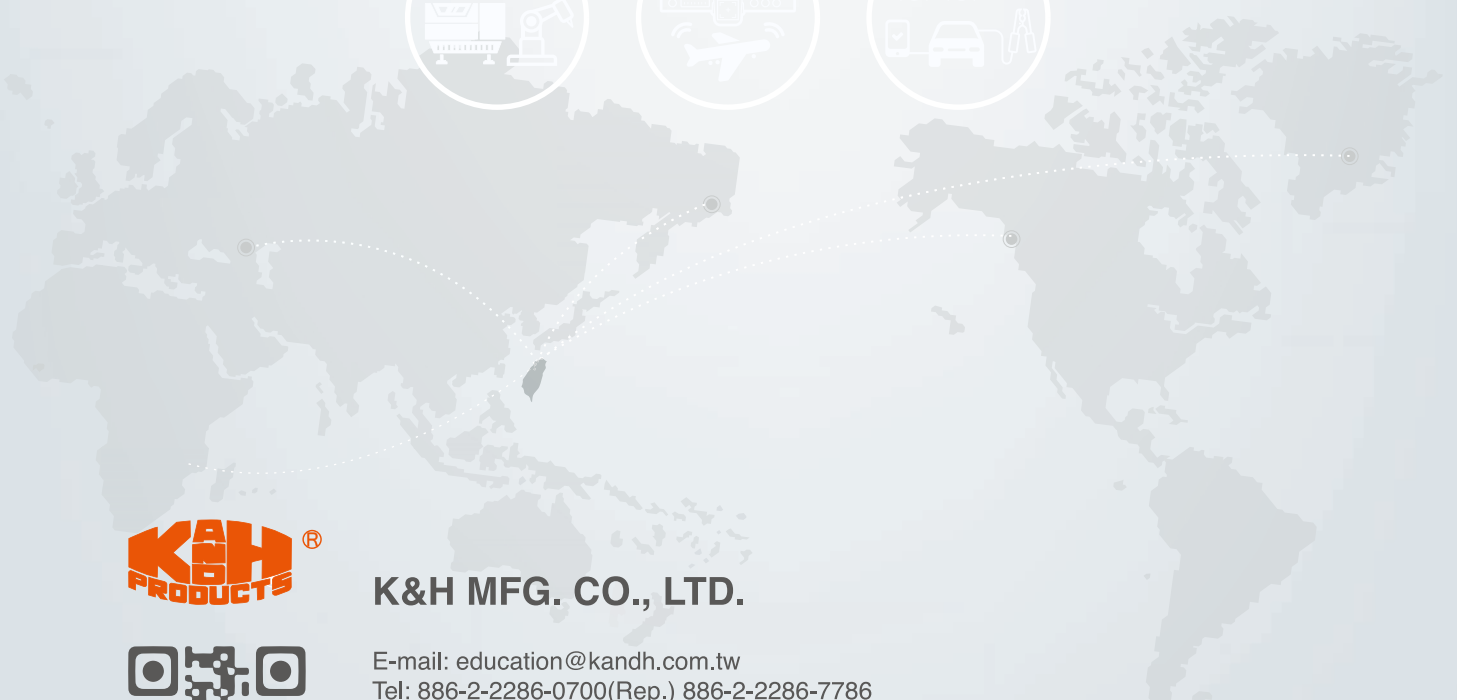 K AND H
PRODUCTS
®
K&H MFG. CO., LTD.
E-mail: education@kandh.com.tw
Tel: 886-2-2286-0700(Rep.) 886-2-2286-7786